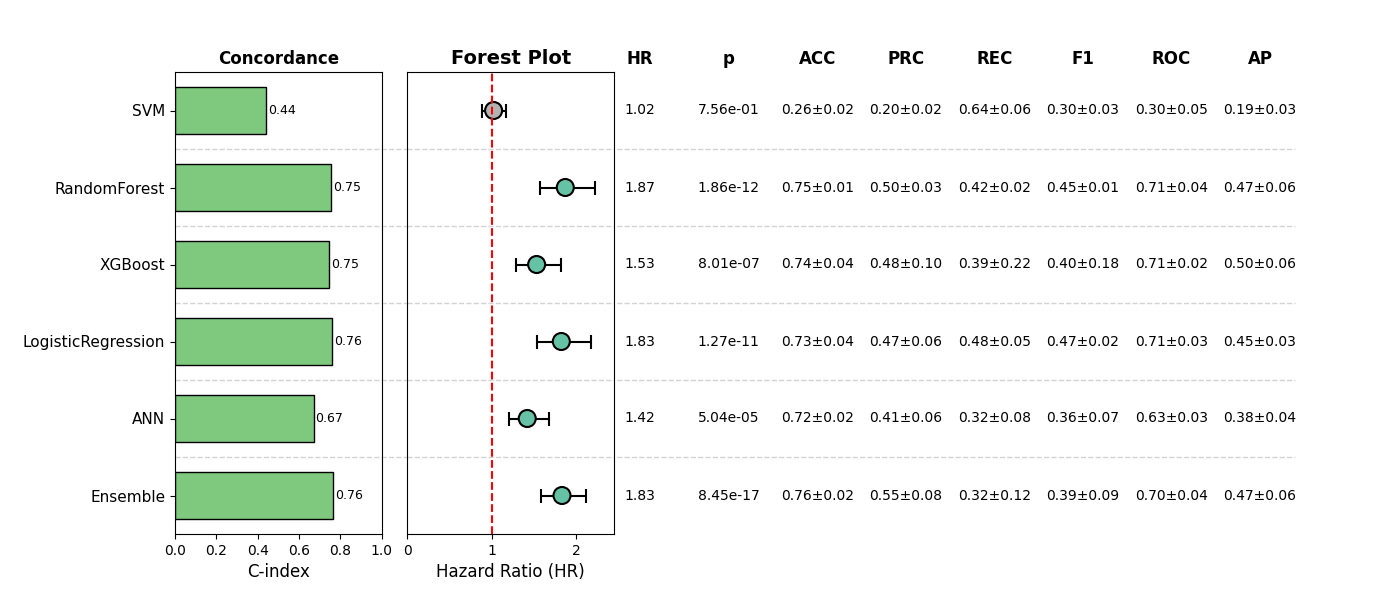 Concordance Forest Plot HR p ACC PRC REC F1 ROC AP
SVM 0.44 1.02 7.56e-01 0.26±0.02 0.20±0.02 0.64±0.06 0.30±0.03 0.30±0.05 0.19±0.03
RandomForest 0.75 1.87 1.86e-12 0.75±0.01 0.50±0.03 0.42±0.02 0.45±0.01 0.71±0.04 0.47±0.06
XGBoost 0.75 1.53 8.01e-07 0.74±0.04 0.48±0.10 0.39±0.22 0.40±0.18 0.71±0.02 0.50±0.06
LogisticRegression 0.76 1.83 1.27e-11 0.73±0.04 0.47±0.06 0.48±0.05 0.47±0.02 0.71±0.03 0.45±0.03
ANN 0.67 1.42 5.04e-05 0.72±0.02 0.41±0.06 0.32±0.08 0.36±0.07 0.63±0.03 0.38±0.04
Ensemble 0.76 1.83 8.45e-17 0.76±0.02 0.55±0.08 0.32±0.12 0.39±0.09 0.70±0.04 0.47±0.06
0.0 0.2 0.4 0.6 0.8 1.0 0 1 2
C-index Hazard Ratio (HR)